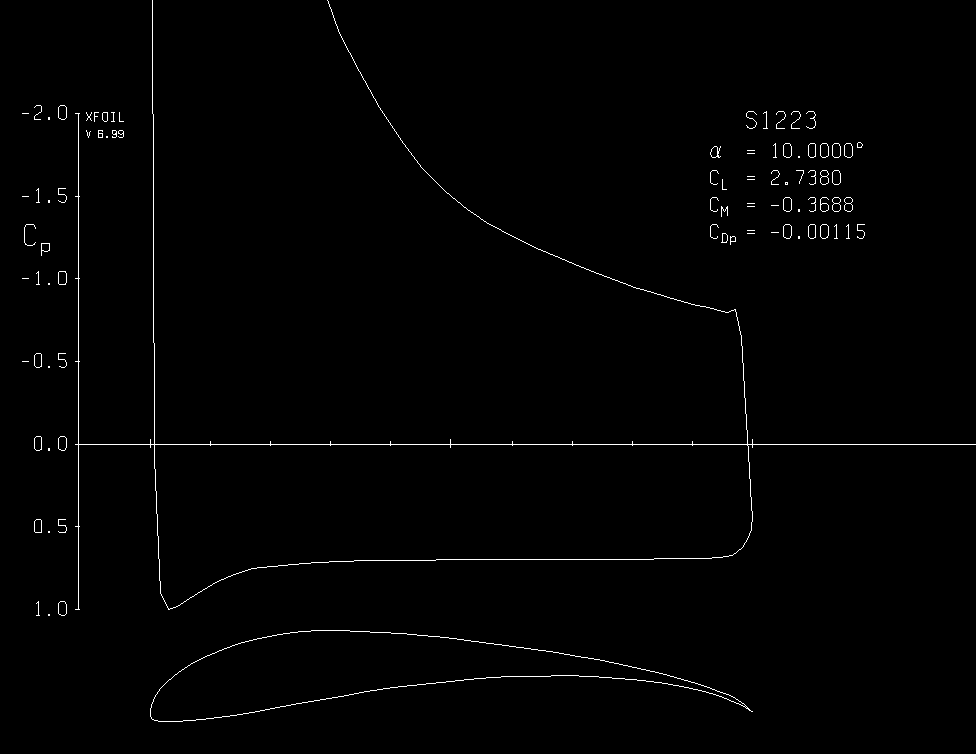 -2.0
XFOIL
V 6.99
S1223
α = 10.0000°
-1.5
C_L = 2.7380
C_M = -0.3688
C_p
C_Dp = -0.00115
-1.0
-0.5
0.0
0.5
1.0